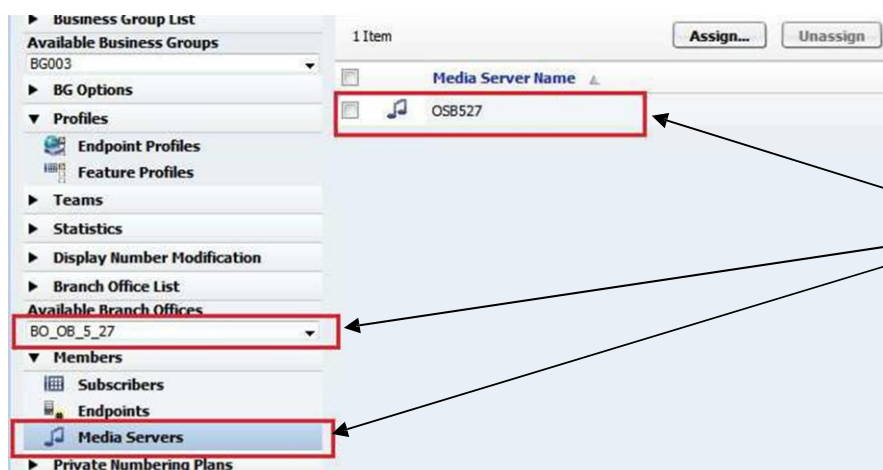 Business Group List
Available Business Groups
BG003
BG Options
Profiles
Endpoint Profiles
Feature Profiles
Teams
Statistics
Display Number Modification
Branch Office List
Available Branch Offices
BO_OB_5_27
Members
Subscribers
Endpoints
Media Servers
Private Numbering Plans
1 Item
Assign...
Unassign
Media Server Name
OSB527